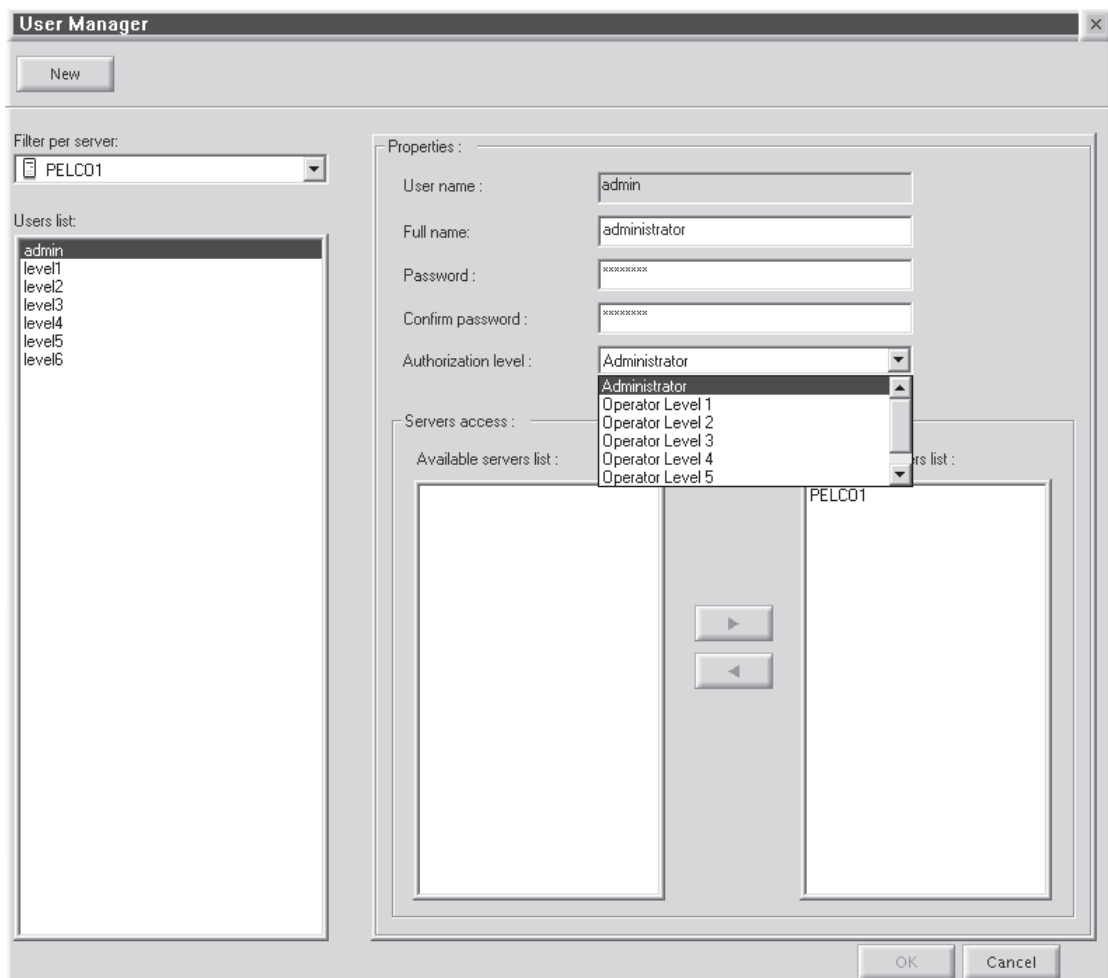 User Manager
New
Filter per server:
PELCO1
Users list:
admin
level1
level2
level3
level4
level5
level6
Properties :
User name :
admin
Full name:
administrator
Password :
********
Confirm password :
********
Authorization level :
Administrator
Administrator
Operator Level 1
Operator Level 2
Operator Level 3
Operator Level 4
Operator Level 5
Servers access :
Available servers list :
list :
PELCO1
OK
Cancel